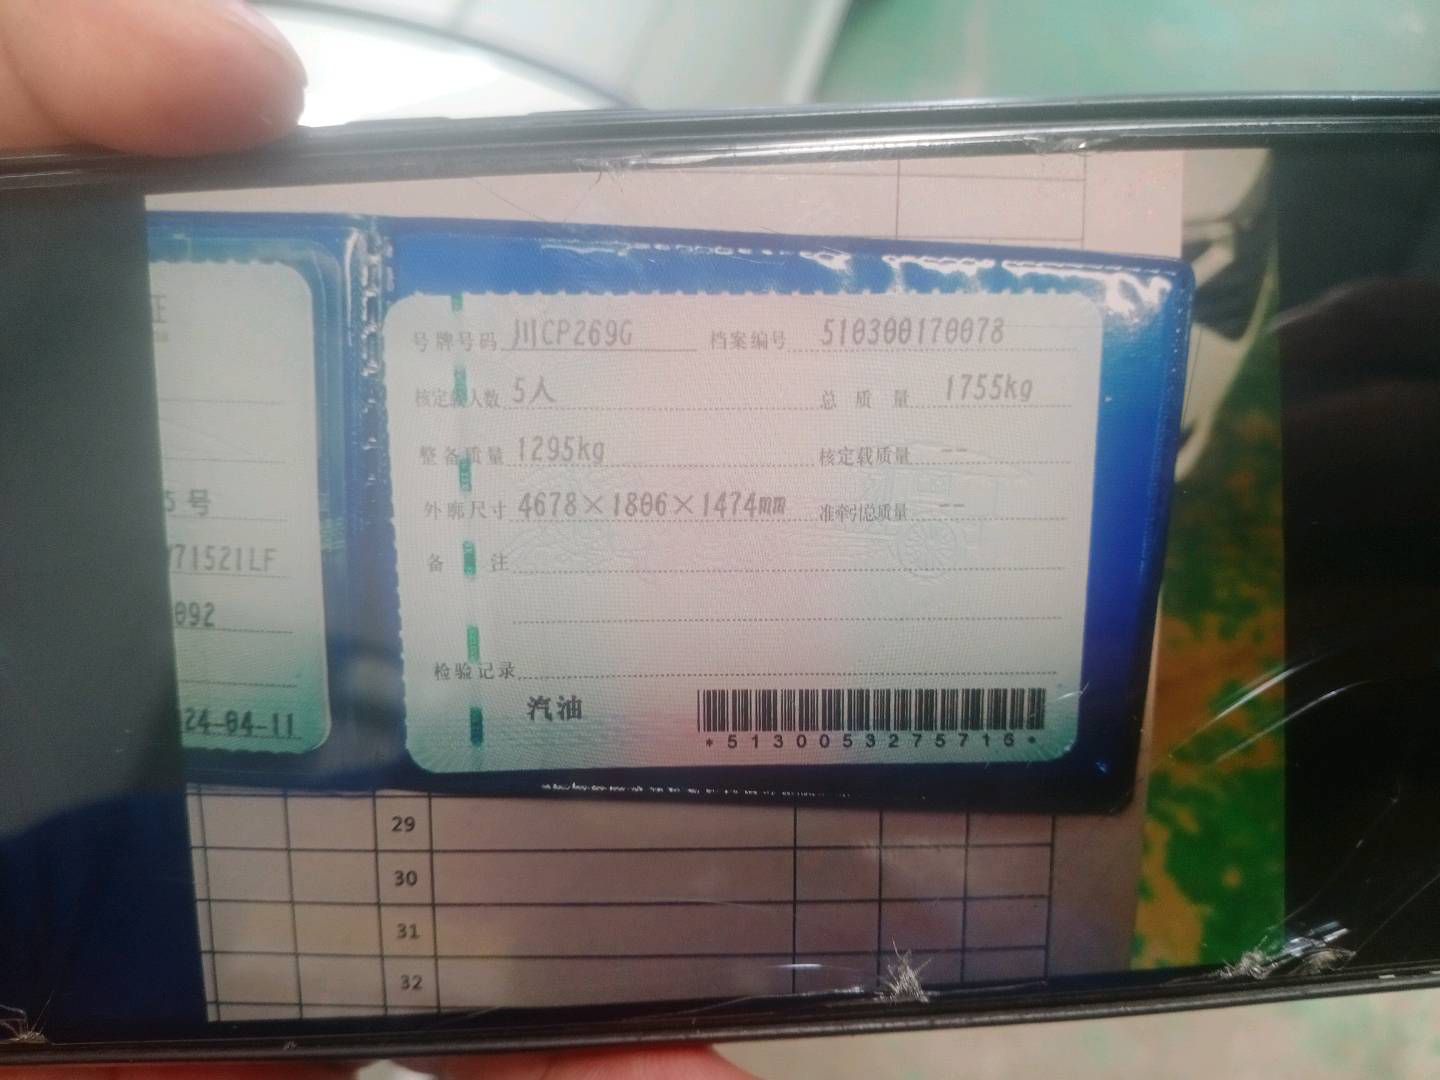 证
5号
71521LF
092
24-04-11
号牌号码 川CP269G 档案编号 510300170078
核定载人数 5人 总质量 1755kg
整备质量 1295kg 核定载质量 --
外廓尺寸 4678×1806×1474mm 准牵引总质量 --
备注
检验记录
汽油
*5130053275716*
29
30
31
32